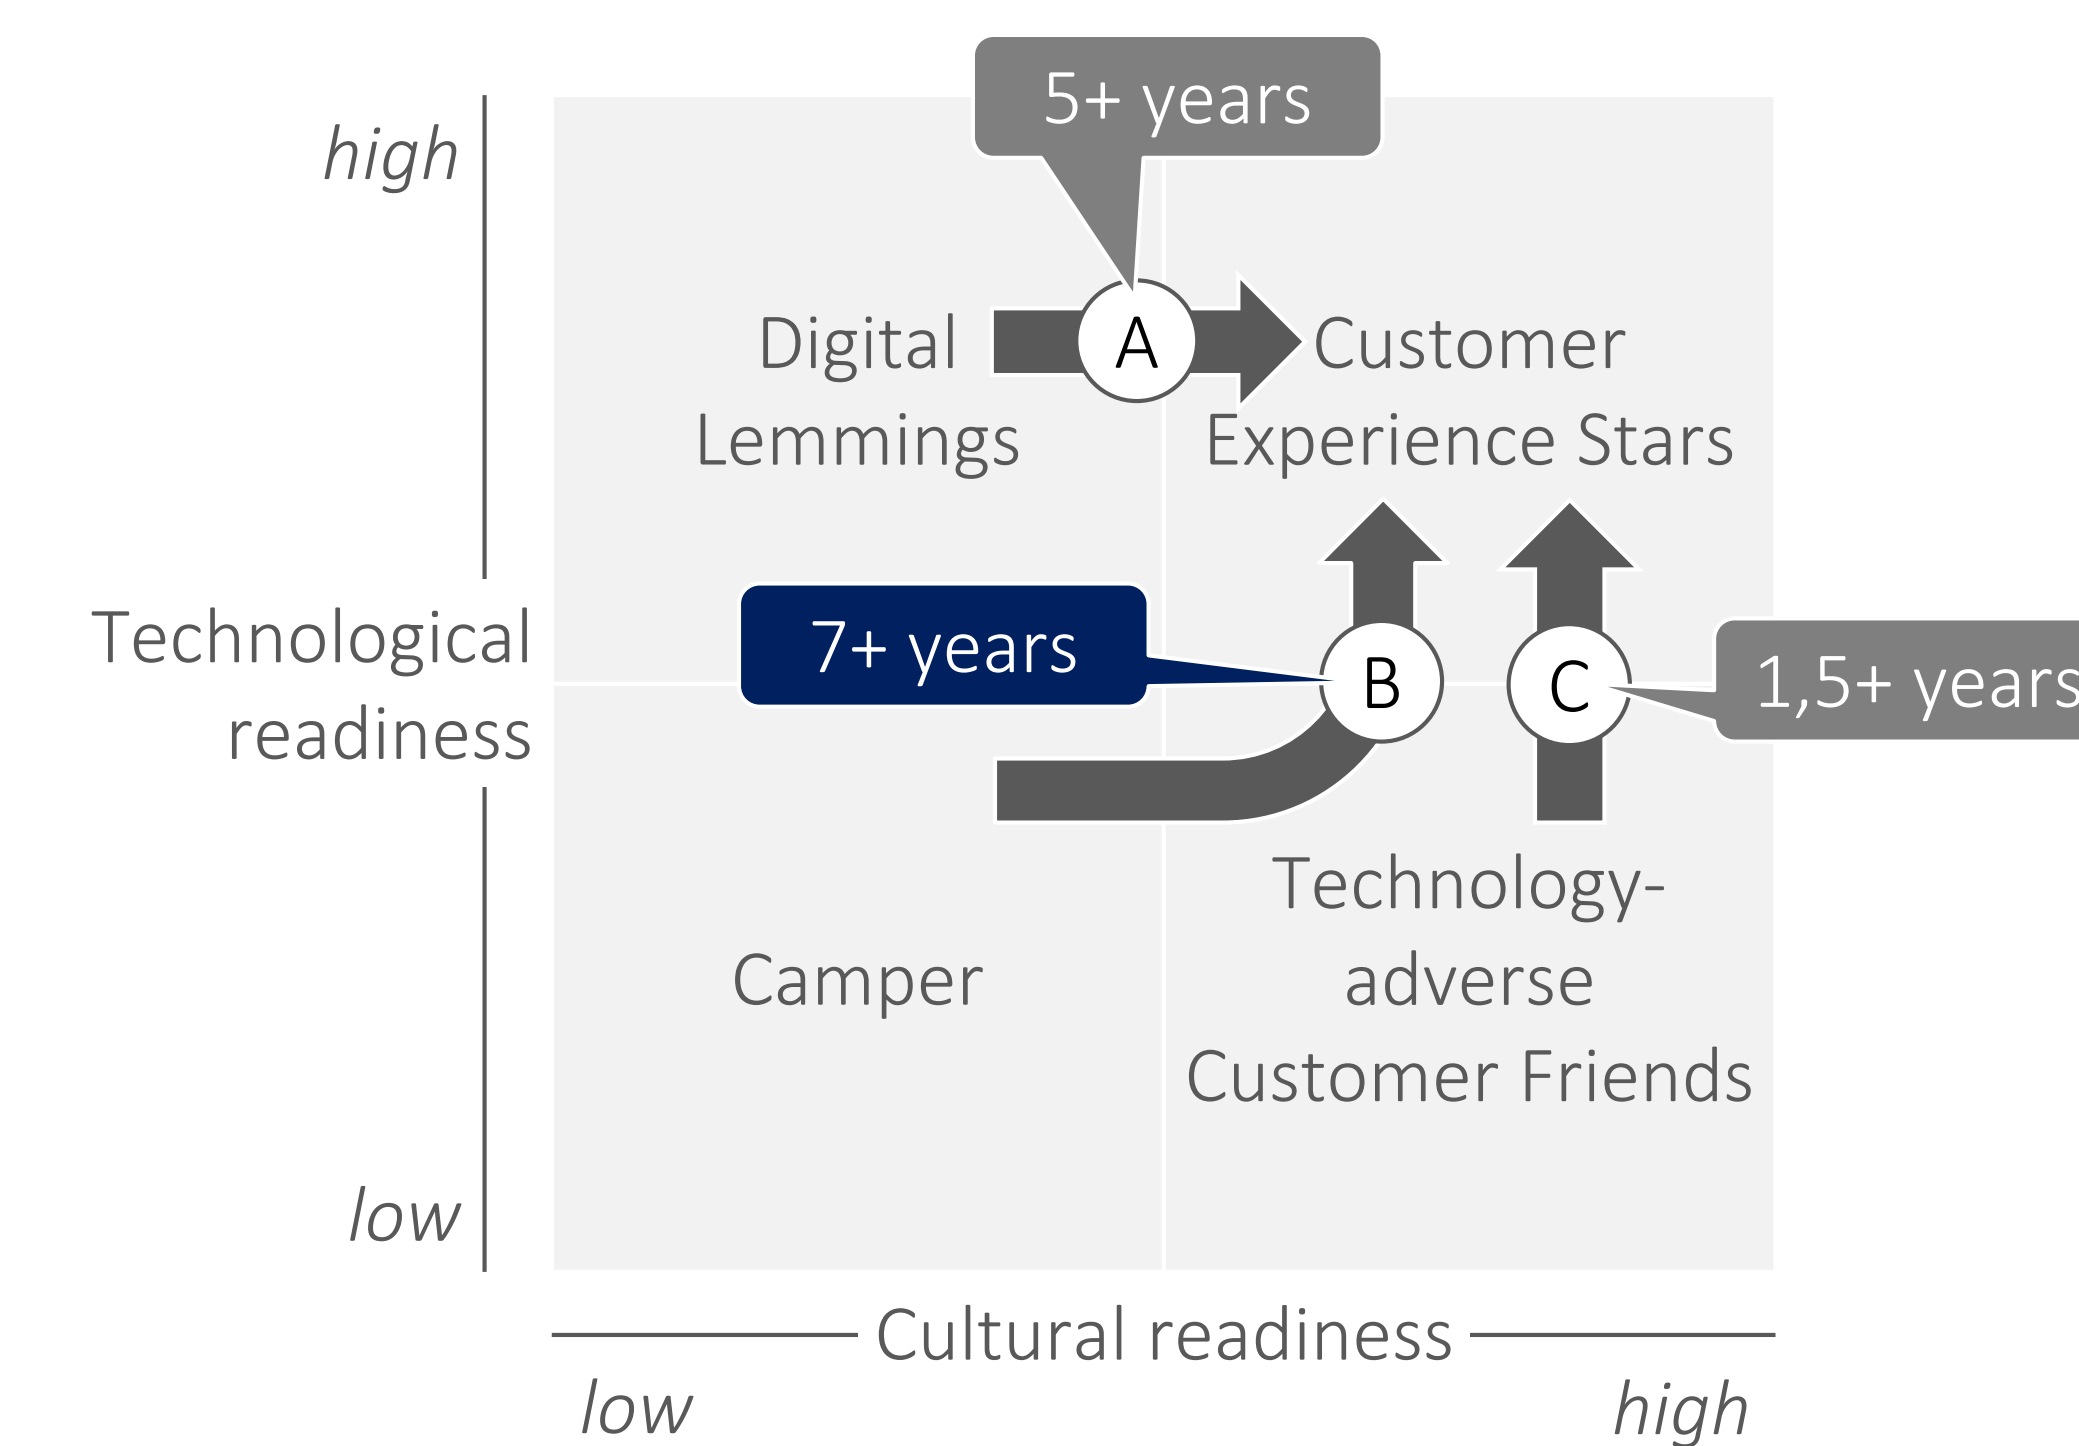 5+ years
high
Digital
Lemmings
A
Customer
Experience Stars
Technological
readiness
7+ years
B
C
1,5+ years
Camper
Technology-
adverse
Customer Friends
low
Cultural readiness
low
high